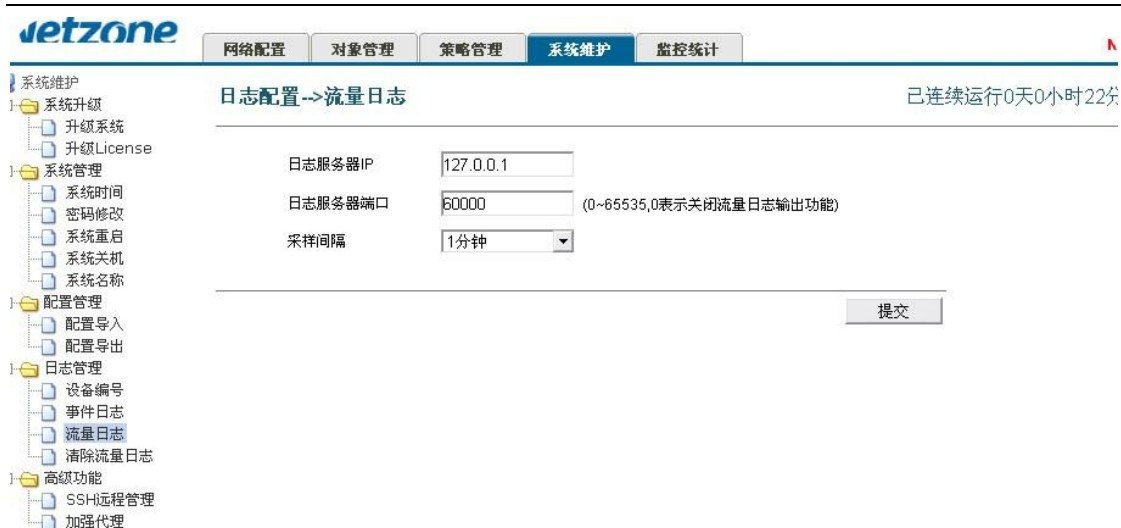 Netzone
网络配置 对象管理 策略管理 系统维护 监控统计
N
系统维护
系统升级
升级系统
升级License
系统管理
系统时间
密码修改
系统重启
系统关机
系统名称
配置管理
配置导入
配置导出
日志管理
设备编号
事件日志
流量日志
清除流量日志
高级功能
SSH远程管理
加强代理
日志配置-->流量日志
已连续运行0天0小时22分
日志服务器IP 127.0.0.1
日志服务器端口 60000 (0~65535,0表示关闭流量日志输出功能)
采样间隔 1分钟
提交